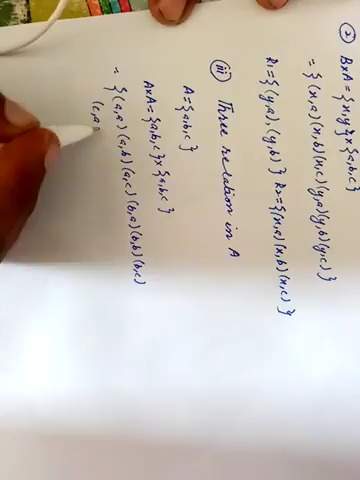 ② B×A = {x,y} × {a,b,c}
= {(x,a) (x,b) (x,c) (y,a) (y,b) (y,c)}
R₁ = {(y,a), (y,b)} R₂ = {(x,a) (x,b) (x,c)}
(iii) Three relation in A
A = {a,b,c}
A×A = {a,b,c} × {a,b,c}
= {(a,a) (a,b) (a,c) (b,a) (b,b) (b,c)
(c,a